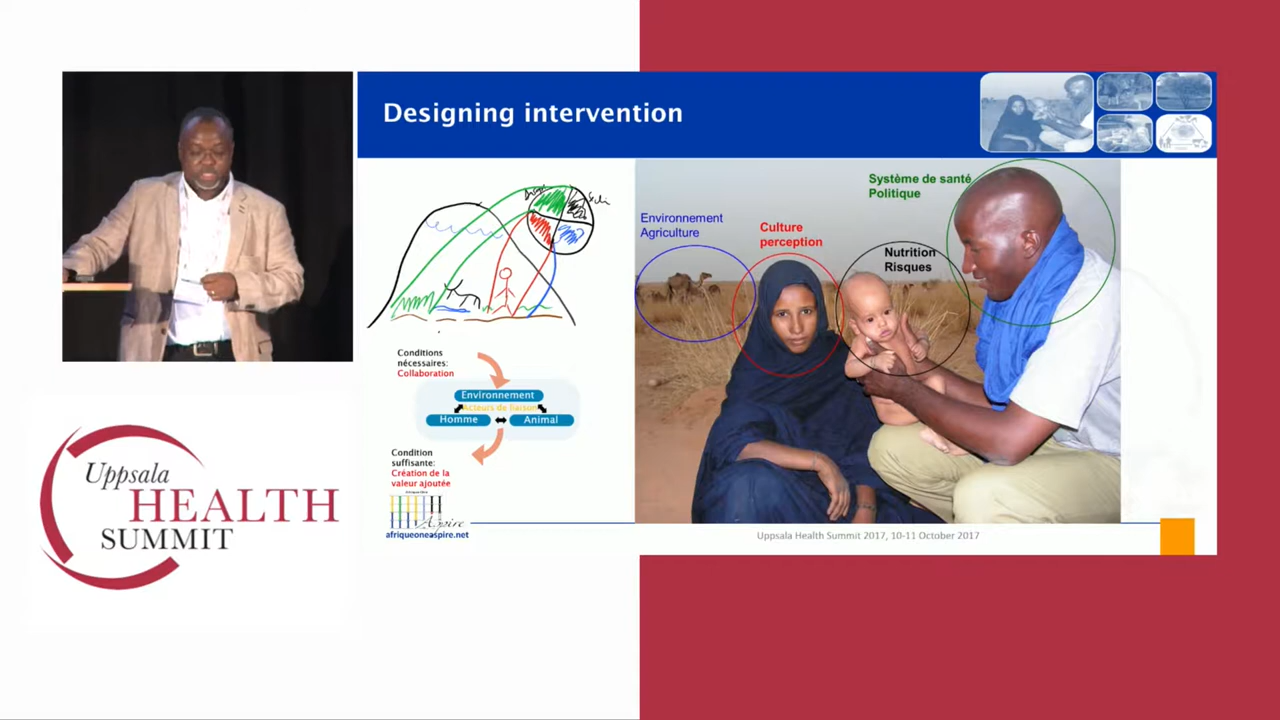 Designing intervention
Système de santé
Politique
Environnement
Agriculture
Culture
perception
Nutrition
Risques
Conditions
nécessaires:
Collaboration
Environnement
Acteurs de liaison
Homme
Animal
Condition
suffisante:
Création de la
valeur ajoutée
Aspire
afriqueoneaspire.net
Uppsala Health Summit 2017, 10-11 October 2017
Uppsala
HEALTH
SUMMIT